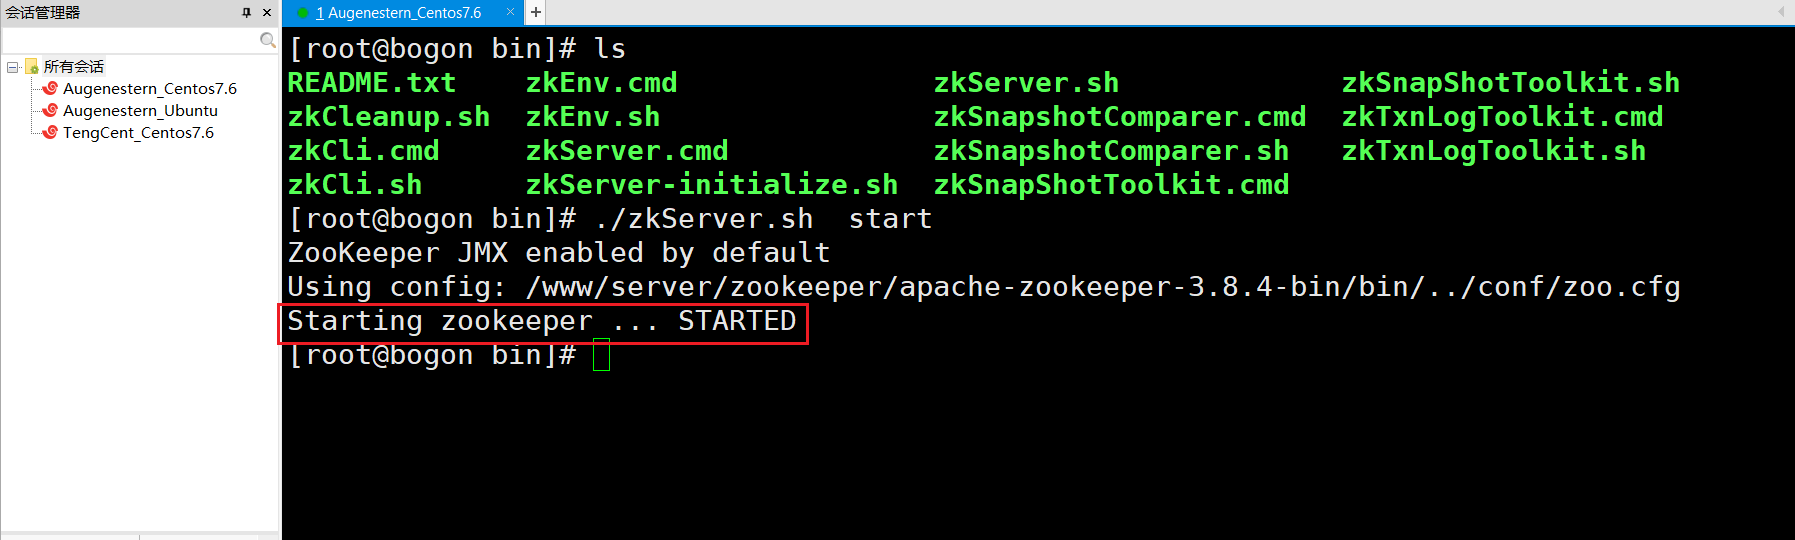 会话管理器
所有会话
Augenestern_Centos7.6
Augenestern_Ubuntu
TengCent_Centos7.6
1 Augenestern_Centos7.6 × +
[root@bogon bin]# ls
README.txt zkEnv.cmd zkServer.sh zkSnapShotToolkit.sh
zkCleanup.sh zkEnv.sh zkSnapshotComparer.cmd zkTxnLogToolkit.cmd
zkCli.cmd zkServer.cmd zkSnapshotComparer.sh zkTxnLogToolkit.sh
zkCli.sh zkServer-initialize.sh zkSnapShotToolkit.cmd
[root@bogon bin]# ./zkServer.sh  start
ZooKeeper JMX enabled by default
Using config: /www/server/zookeeper/apache-zookeeper-3.8.4-bin/bin/../conf/zoo.cfg
Starting zookeeper ... STARTED
[root@bogon bin]#